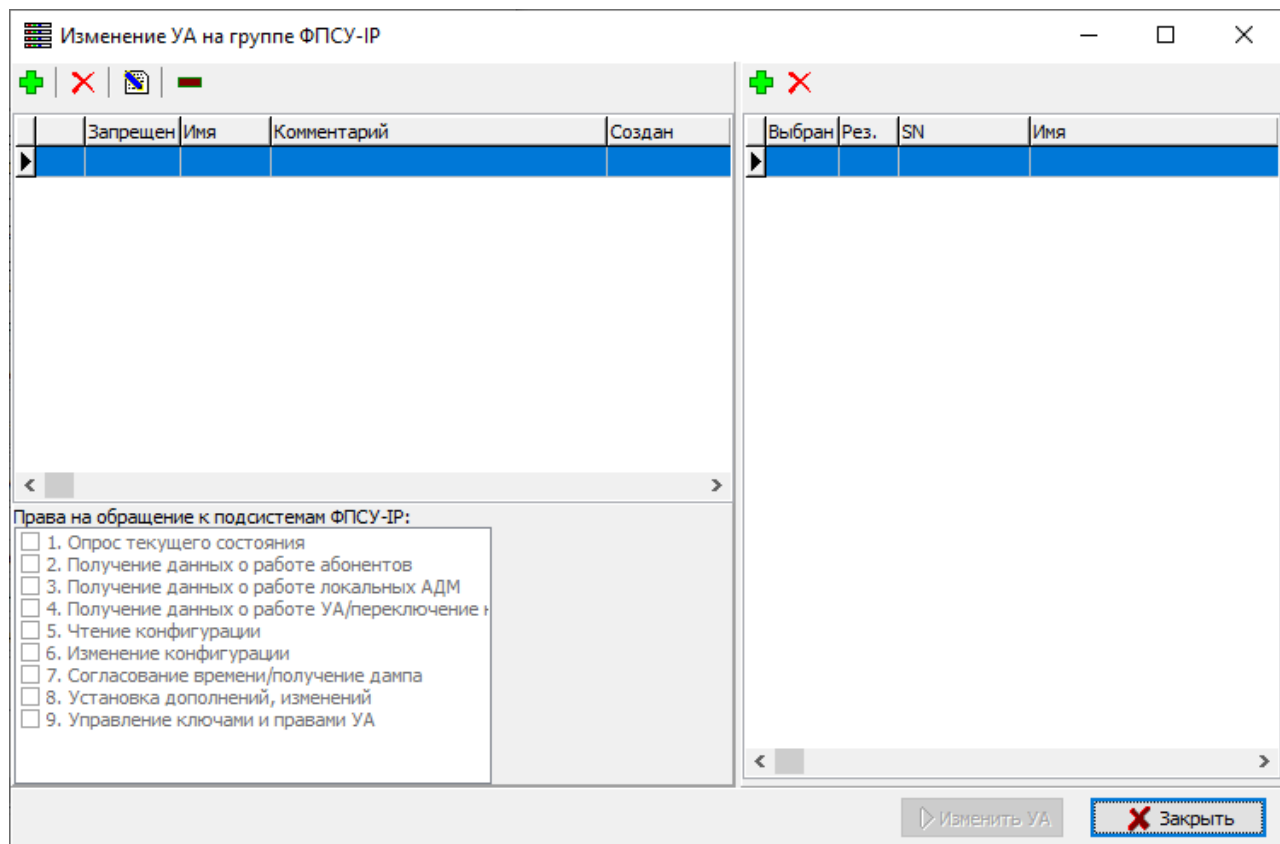 Изменение УА на группе ФПСУ-IP
Запрещен Имя Комментарий Создан
Выбран Рез. SN Имя
Права на обращение к подсистемам ФПСУ-IP:
1. Опрос текущего состояния
2. Получение данных о работе абонентов
3. Получение данных о работе локальных АДМ
4. Получение данных о работе УА/переключение
5. Чтение конфигурации
6. Изменение конфигурации
7. Согласование времени/получение дампа
8. Установка дополнений, изменений
9. Управление ключами и правами УА
Изменить УА Закрыть